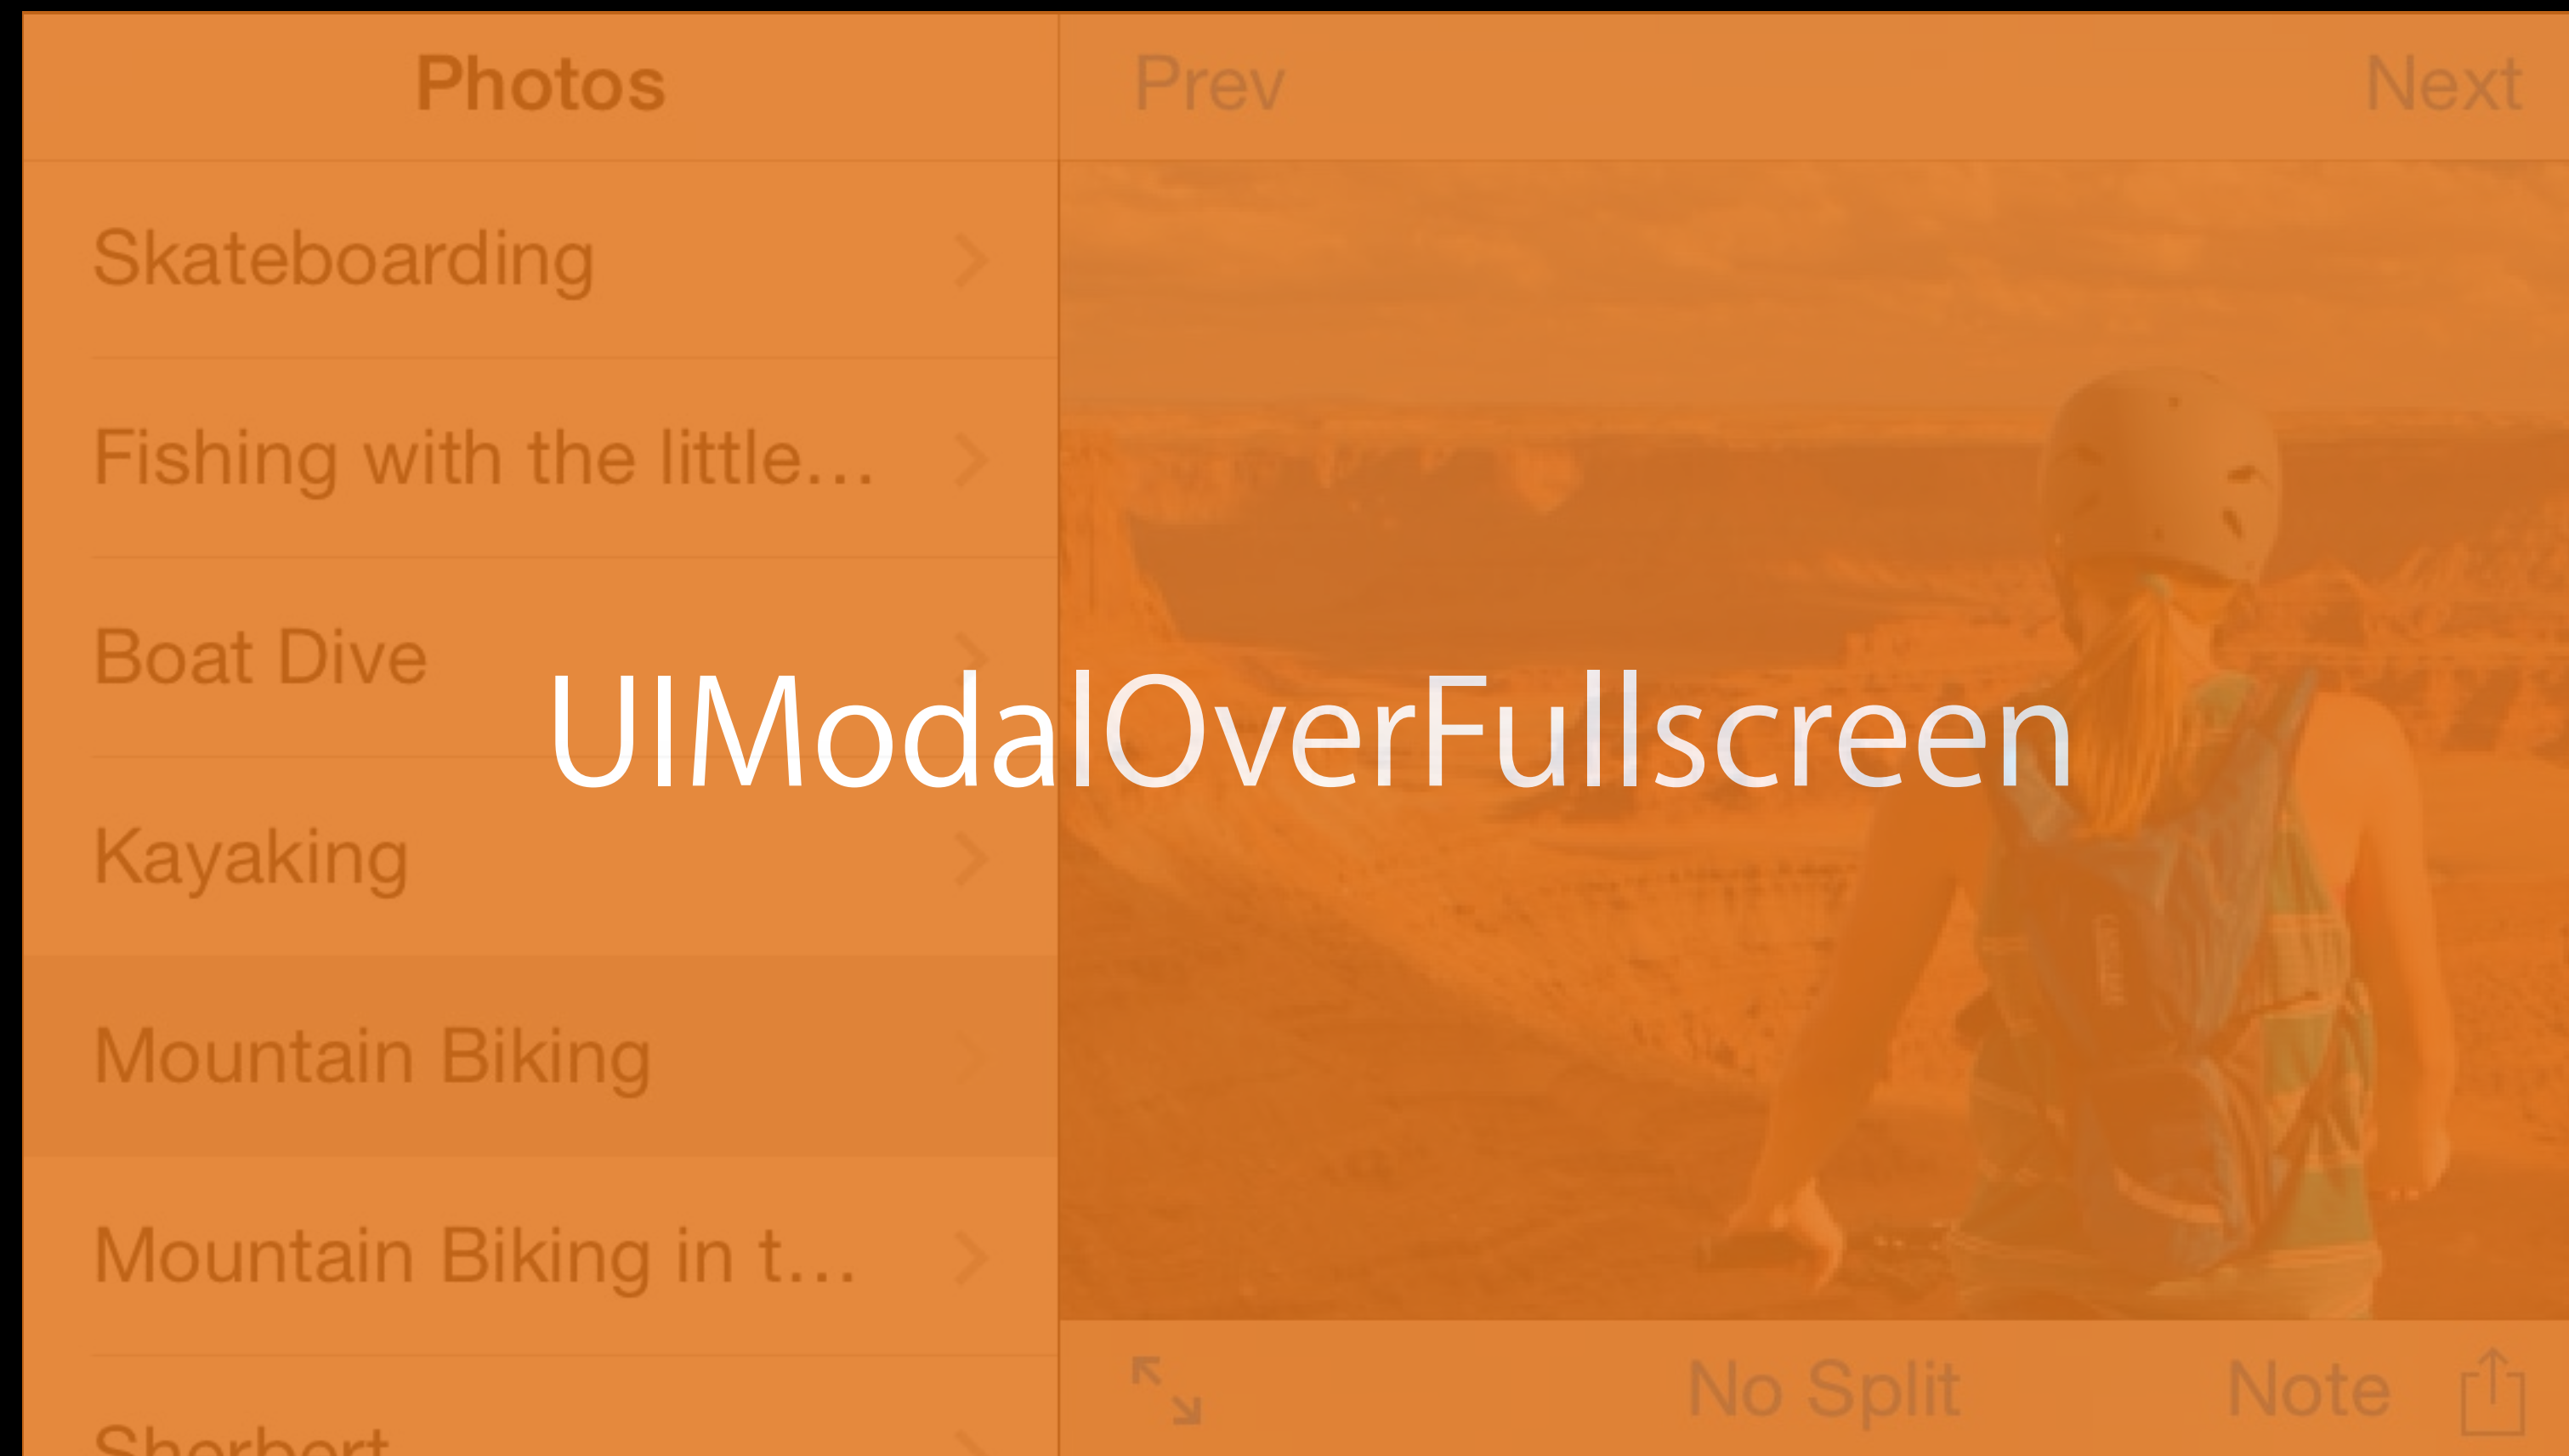 Photos
Prev
Next
Skateboarding
Fishing with the little...
Boat Dive
UIModalOverFullscreen
Kayaking
Mountain Biking
Mountain Biking in t...
Sherbert
No Split
Note